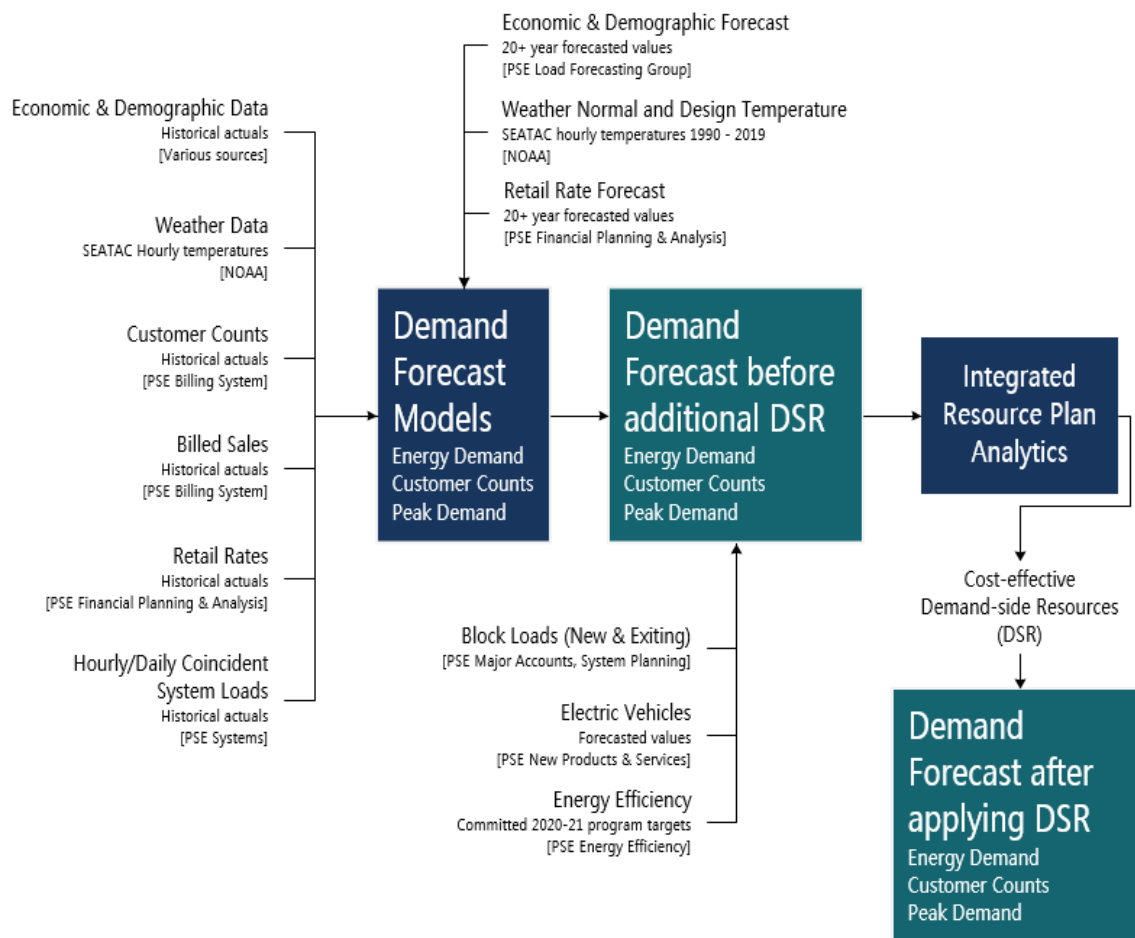 Economic & Demographic Forecast
20+ year forecasted values
[PSE Load Forecasting Group]
Weather Normal and Design Temperature
SEATAC hourly temperatures 1990 - 2019
[NOAA]
Retail Rate Forecast
20+ year forecasted values
[PSE Financial Planning & Analysis]
Economic & Demographic Data
Historical actuals
[Various sources]
Weather Data
SEATAC Hourly temperatures
[NOAA]
Customer Counts
Historical actuals
[PSE Billing System]
Billed Sales
Historical actuals
[PSE Billing System]
Retail Rates
Historical actuals
[PSE Financial Planning & Analysis]
Hourly/Daily Coincident
System Loads
Historical actuals
[PSE Systems]
Demand
Forecast
Models
Energy Demand
Customer Counts
Peak Demand
Demand
Forecast before
additional DSR
Energy Demand
Customer Counts
Peak Demand
Integrated
Resource Plan
Analytics
Block Loads (New & Exiting)
[PSE Major Accounts, System Planning]
Electric Vehicles
Forecasted values
[PSE New Products & Services]
Energy Efficiency
Committed 2020-21 program targets
[PSE Energy Efficiency]
Cost-effective
Demand-side Resources
(DSR)
Demand
Forecast after
applying DSR
Energy Demand
Customer Counts
Peak Demand